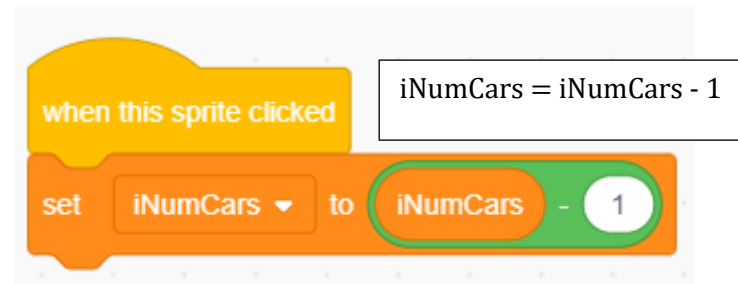 when this sprite clicked
iNumCars = iNumCars - 1
set iNumCars to iNumCars - 1